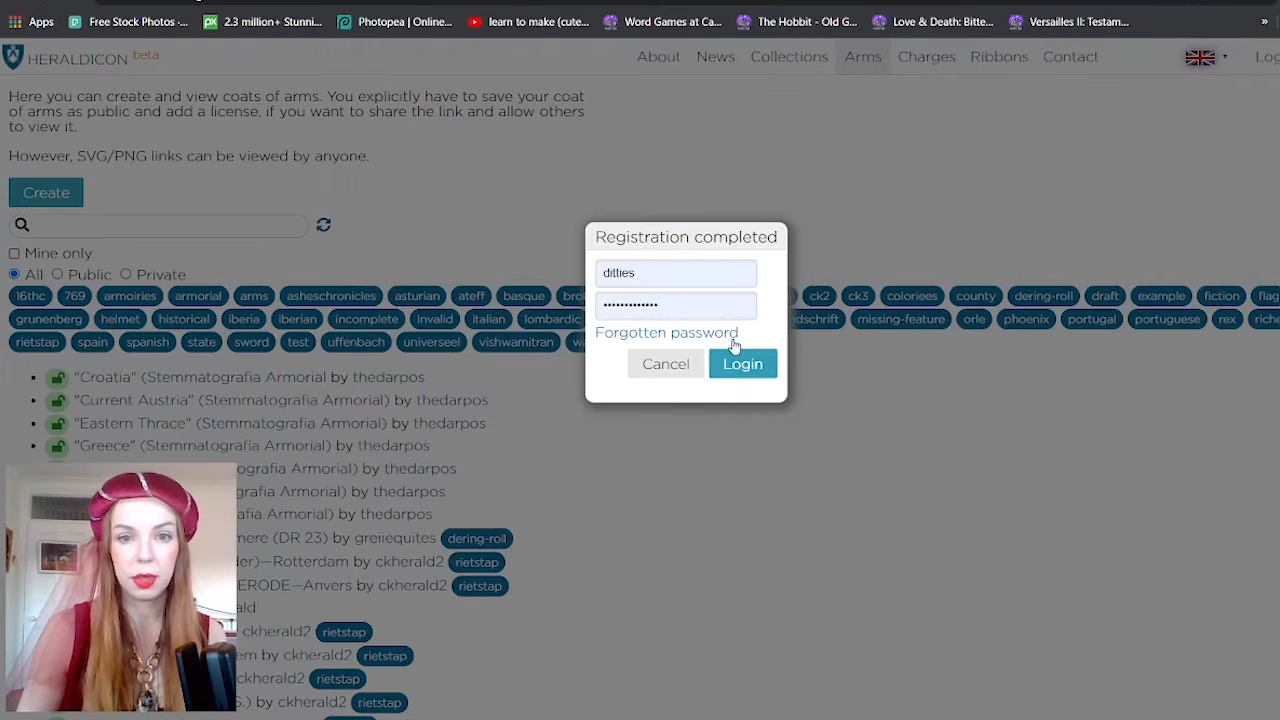 Apps Free Stock Photos -... 2.3 million+ Stunni... Photopea | Online... learn to make (cute... Word Games at C... The Hobbit - Old G... Love & Death: Bitte... Versailles II: Testam... »
HERALDICON beta About News Collections Arms Charges Ribbons Contact
Here you can create and view coats of arms. You explicitly have to save your coat
of arms as public and add a license, if you want to share the link and allow others
to view it.
However, SVG/PNG links can be viewed by anyone.
Create
Mine only
All Public Private
16thc 769 armoiries armorial arms asheschronicles asturian ateff basque ck2 ck3 coloriees county dering-roll draft example fiction
grunenberg helmet historical iberia iberian incomplete invalid italian missing-feature orle phoenix portugal portuguese rex
rietstap spain spanish state sword test uffenbach universeel vishwamitran
Registration completed
ditties
•••••••••••••
Forgotten password
Cancel Login
"Croatia" (Stemmatografia Armorial) by thedarpos
"Current Austria" (Stemmatografia Armorial) by thedarpos
"Eastern Thrace" (Stemmatografia Armorial) by thedarpos
"Greece" (Stemmatografia Armorial) by thedarpos
Armorial) by thedarpos
Armorial) by thedarpos
Armorial) by thedarpos
(DR 23) by greiiequites dering-roll
—Rotterdam by ckherald2 rietstap
—Anvers by ckherald2 rietstap
ckherald2 rietstap
by ckherald2 rietstap
ckherald2 rietstap
by ckherald2 rietstap